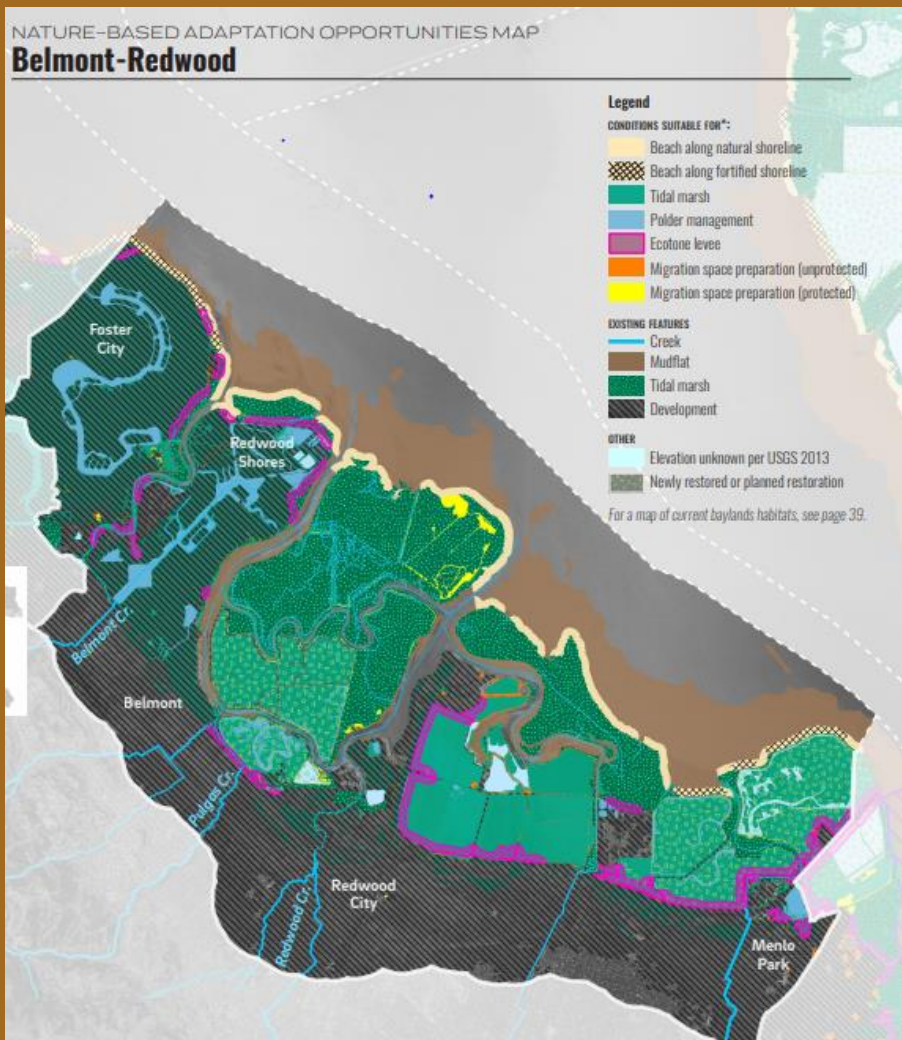 NATURE-BASED ADAPTATION OPPORTUNITIES MAP
Belmont-Redwood
Legend
CONDITIONS SUITABLE FOR*:
Beach along natural shoreline
Beach along fortified shoreline
Tidal marsh
Polder management
Ecotone levee
Migration space preparation (unprotected)
Migration space preparation (protected)
EXISTING FEATURES
Creek
Mudflat
Tidal marsh
Development
OTHER
Elevation unknown per USGS 2013
Newly restored or planned restoration
For a map of current baylands habitats, see page 39.
Foster
City
Redwood
Shores
Belmont Cr.
Belmont
Pulgas Cr.
Redwood
City
Redwood Cr.
Menlo
Park